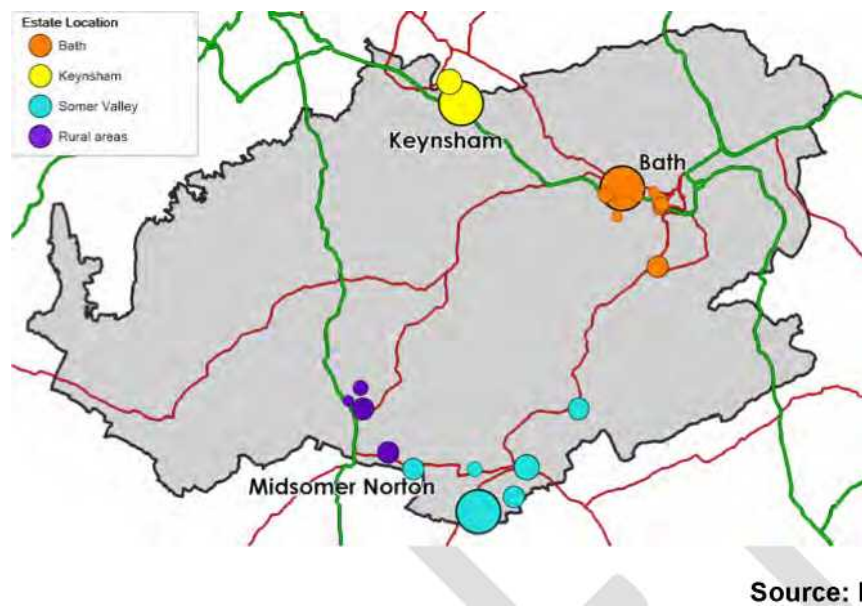 Estate Location
Bath
Keynsham
Somer Valley
Rural areas
Keynsham
Bath
Midsomer Norton
Source: